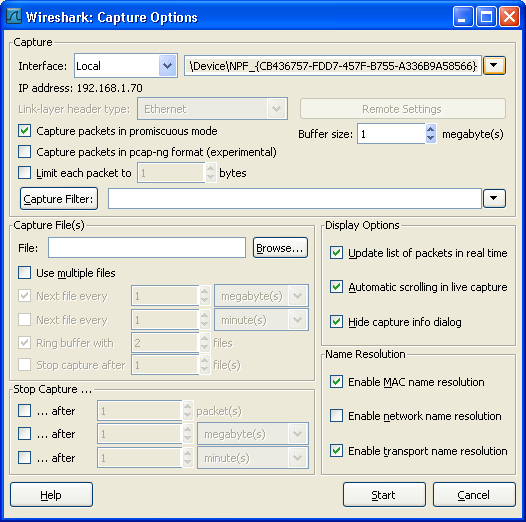 Wireshark: Capture Options
Capture
Interface: Local \Device\NPF_{CB436757-FDD7-457F-B755-A336B9A58566}
IP address: 192.168.1.70
Link-layer header type: Ethernet Remote Settings
Capture packets in promiscuous mode Buffer size: 1 megabyte(s)
Capture packets in pcap-ng format (experimental)
Limit each packet to 1 bytes
Capture Filter:
Capture File(s)
File: Browse...
Use multiple files
Next file every 1 megabyte(s)
Next file every 1 minute(s)
Ring buffer with 2 files
Stop capture after 1 file(s)
Stop Capture ...
... after 1 packet(s)
... after 1 megabyte(s)
... after 1 minute(s)
Display Options
Update list of packets in real time
Automatic scrolling in live capture
Hide capture info dialog
Name Resolution
Enable MAC name resolution
Enable network name resolution
Enable transport name resolution
Help Start Cancel